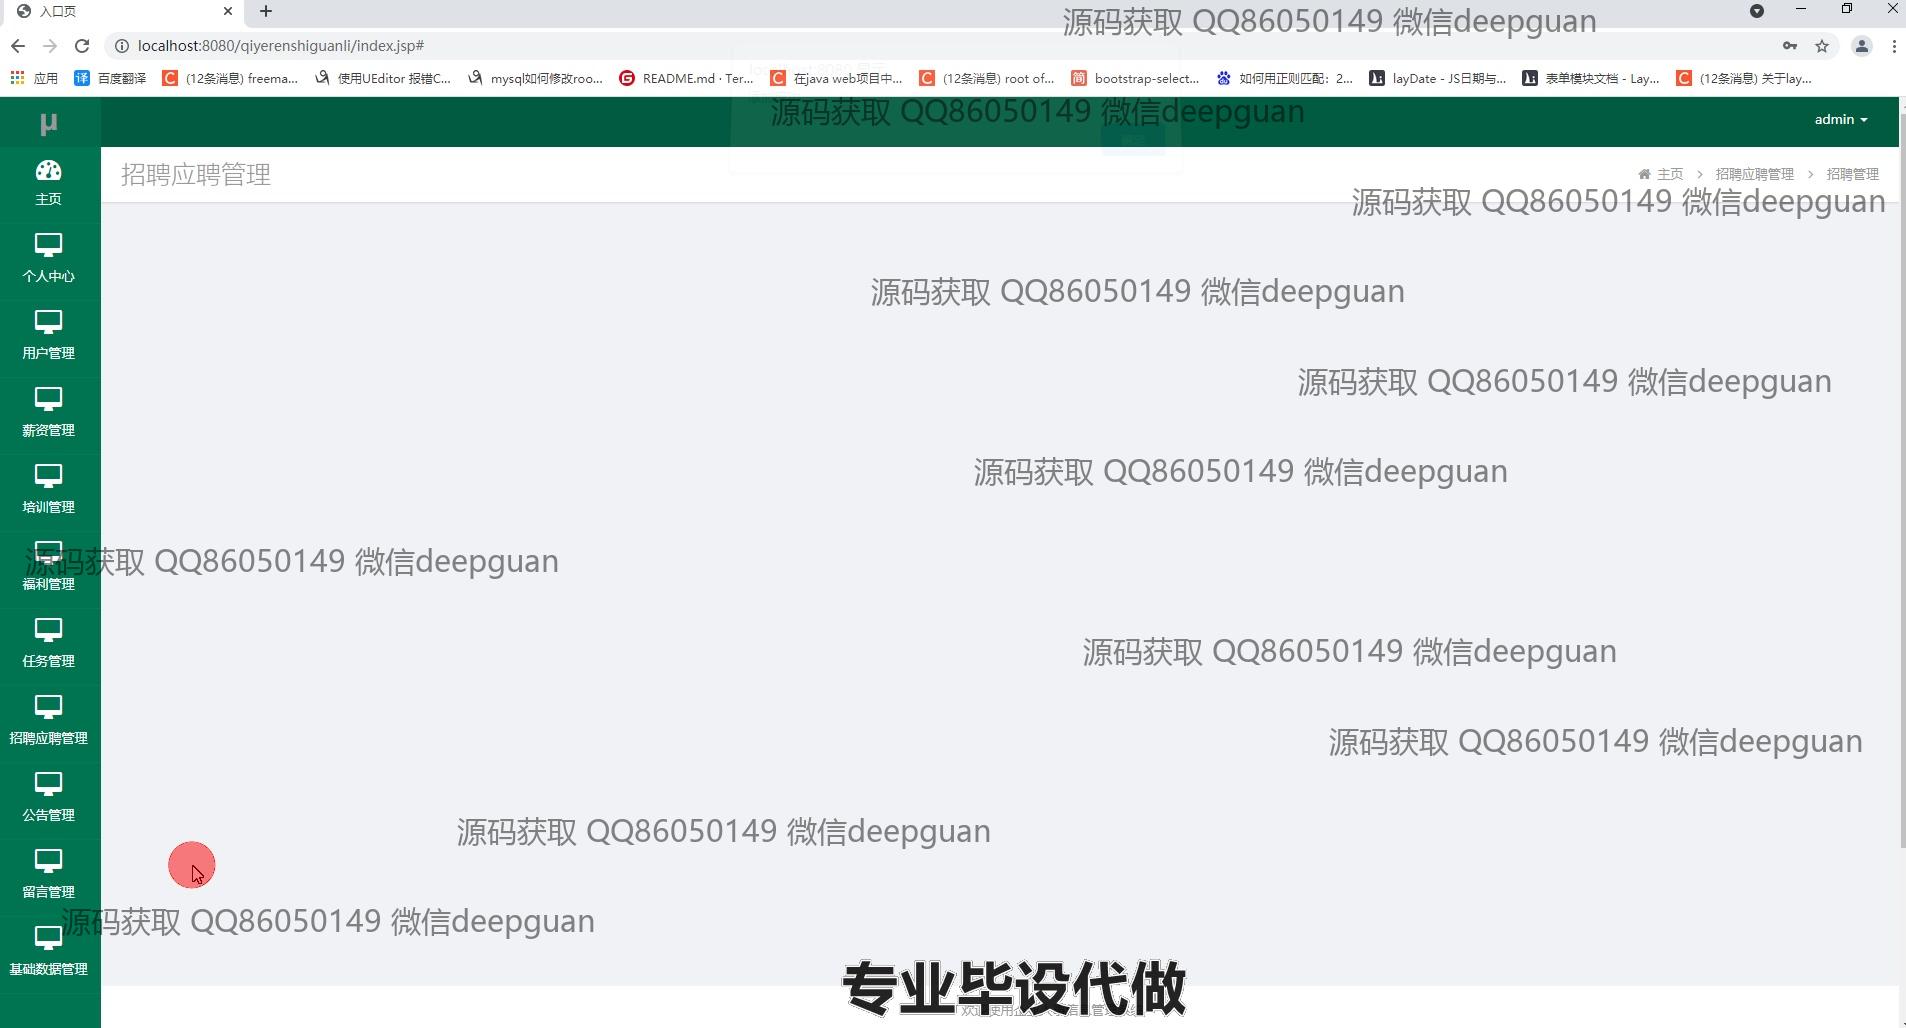 入口页
源码获取 QQ86050149 微信deepguan
localhost:8080/qiyerenshiguanli/index.jsp#
应用 百度翻译 (12条消息) freema... 使用UEditor 报错C... mysql如何修改roo... README.md · Ter... 在java web项目中... (12条消息) root of... bootstrap-select... 如何用正则匹配：2... layDate - JS日期与... 表单模块文档 - Lay... (12条消息) 关于lay...
源码获取 QQ86050149 微信deepguan
μ
admin
招聘应聘管理
主页 > 招聘应聘管理 > 招聘管理
源码获取 QQ86050149 微信deepguan
主页
个人中心
源码获取 QQ86050149 微信deepguan
用户管理
源码获取 QQ86050149 微信deepguan
薪资管理
源码获取 QQ86050149 微信deepguan
培训管理
源码获取 QQ86050149 微信deepguan
福利管理
源码获取 QQ86050149 微信deepguan
任务管理
招聘应聘管理
源码获取 QQ86050149 微信deepguan
公告管理
源码获取 QQ86050149 微信deepguan
留言管理
源码获取 QQ86050149 微信deepguan
基础数据管理
专业毕设代做